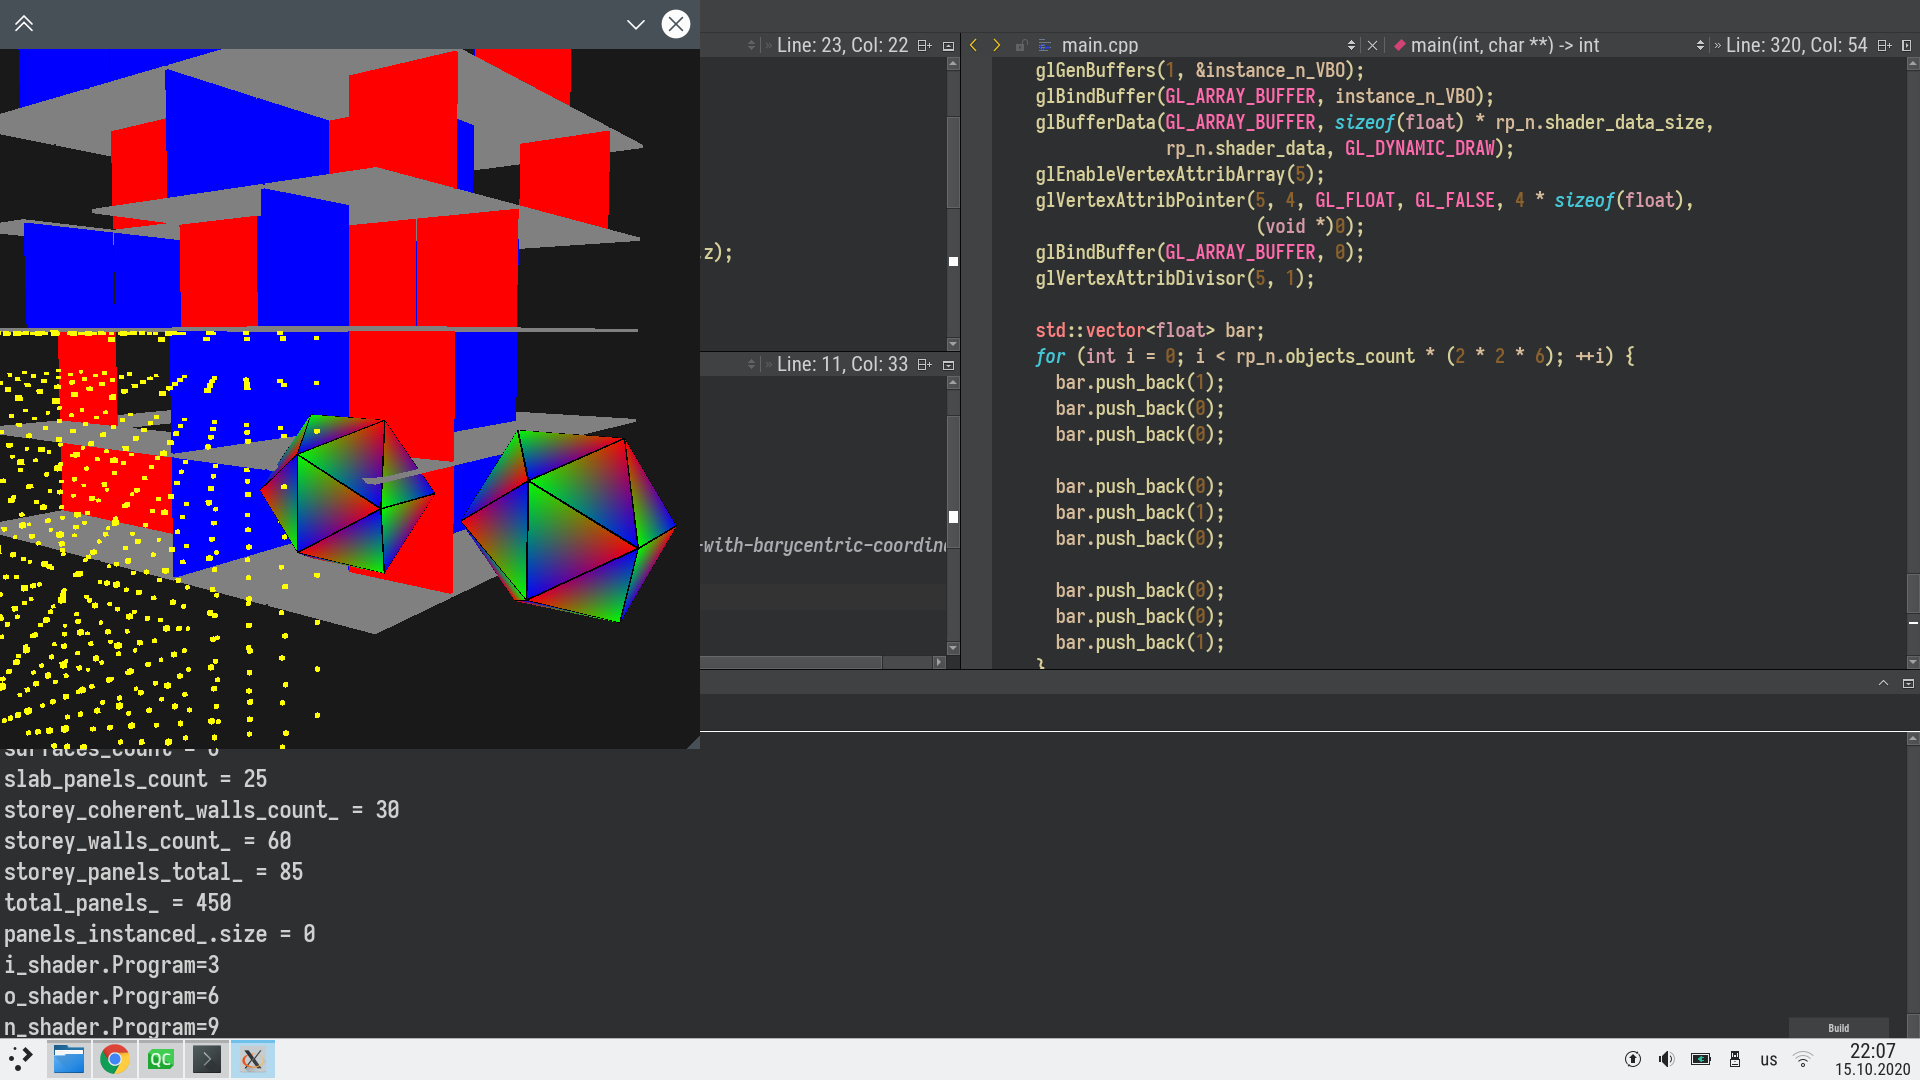 Line: 23, Col: 22
main.cpp
main(int, char **) -> int
Line: 320, Col: 54
.z);
Line: 11, Col: 33
-with-barycentric-coordin
glGenBuffers(1, &instance_n_VBO);
glBindBuffer(GL_ARRAY_BUFFER, instance_n_VBO);
glBufferData(GL_ARRAY_BUFFER, sizeof(float) * rp_n.shader_data_size,
rp_n.shader_data, GL_DYNAMIC_DRAW);
glEnableVertexAttribArray(5);
glVertexAttribPointer(5, 4, GL_FLOAT, GL_FALSE, 4 * sizeof(float),
(void *)0);
glBindBuffer(GL_ARRAY_BUFFER, 0);
glVertexAttribDivisor(5, 1);
std::vector<float> bar;
for (int i = 0; i < rp_n.objects_count * (2 * 2 * 6); ++i) {
bar.push_back(1);
bar.push_back(0);
bar.push_back(0);
bar.push_back(0);
bar.push_back(1);
bar.push_back(0);
bar.push_back(0);
bar.push_back(0);
bar.push_back(1);
}
surfaces_count = 6
slab_panels_count = 25
storey_coherent_walls_count_ = 30
storey_walls_count_ = 60
storey_panels_total_ = 85
total_panels_ = 450
panels_instanced_.size = 0
i_shader.Program=3
o_shader.Program=6
n_shader.Program=9
Build
QC
us
22:07
15.10.2020